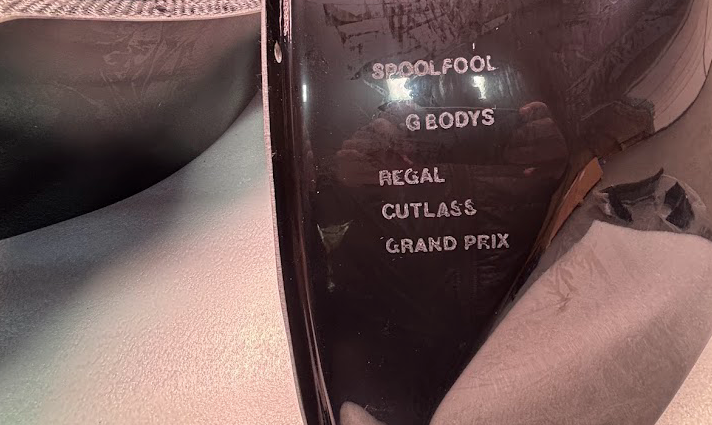 SPOOLFOOL
G BODYS
REGAL
CUTLASS
GRAND PRIX